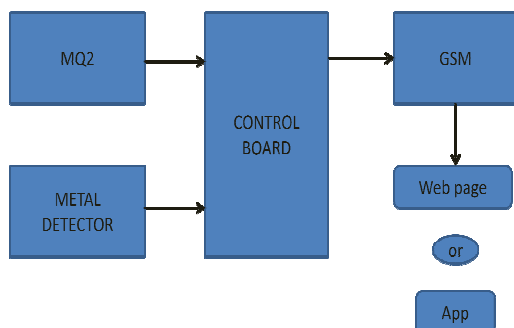 MQ2
CONTROL
BOARD
GSM
METAL
DETECTOR
Web page
or
App